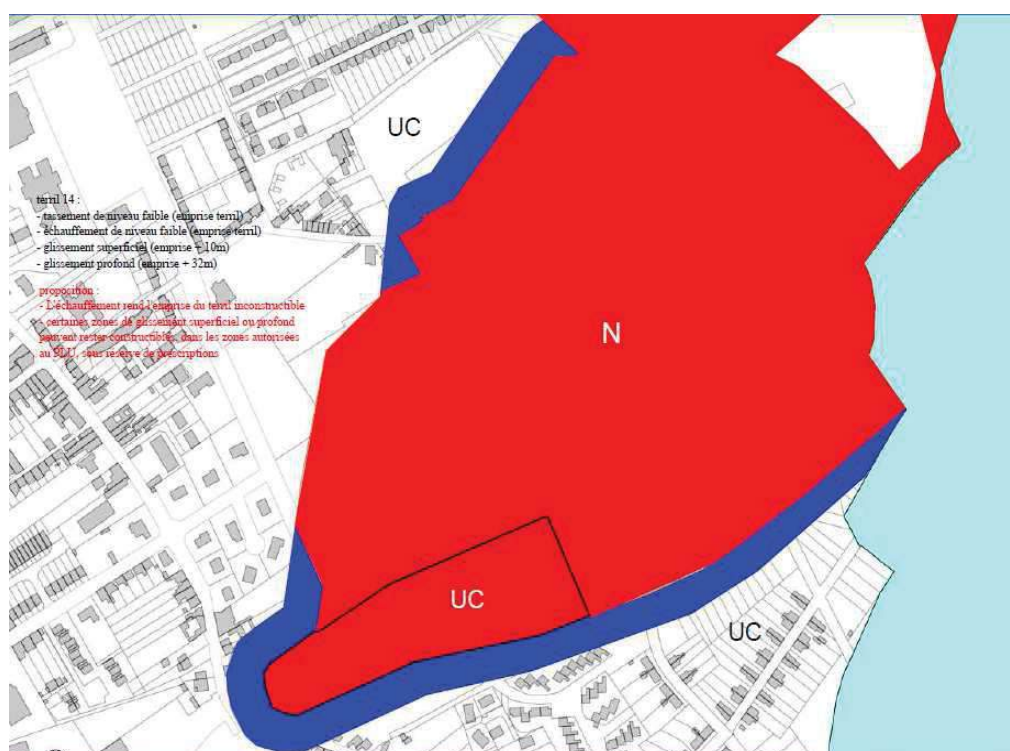 UC
terril 14 :
- tassement de niveau faible (emprise terril)
- échauffement de niveau faible (emprise terril)
- glissement superficiel (emprise + 10m)
- glissement profond (emprise + 32m)
proposition :
- L'échauffement rend l'emprise du terril inconstructible
- certaines zones de glissement superficiel ou profond
peuvent rester constructibles, dans les zones autorisées
au PLU, sous réserve de prescriptions
N
UC
UC